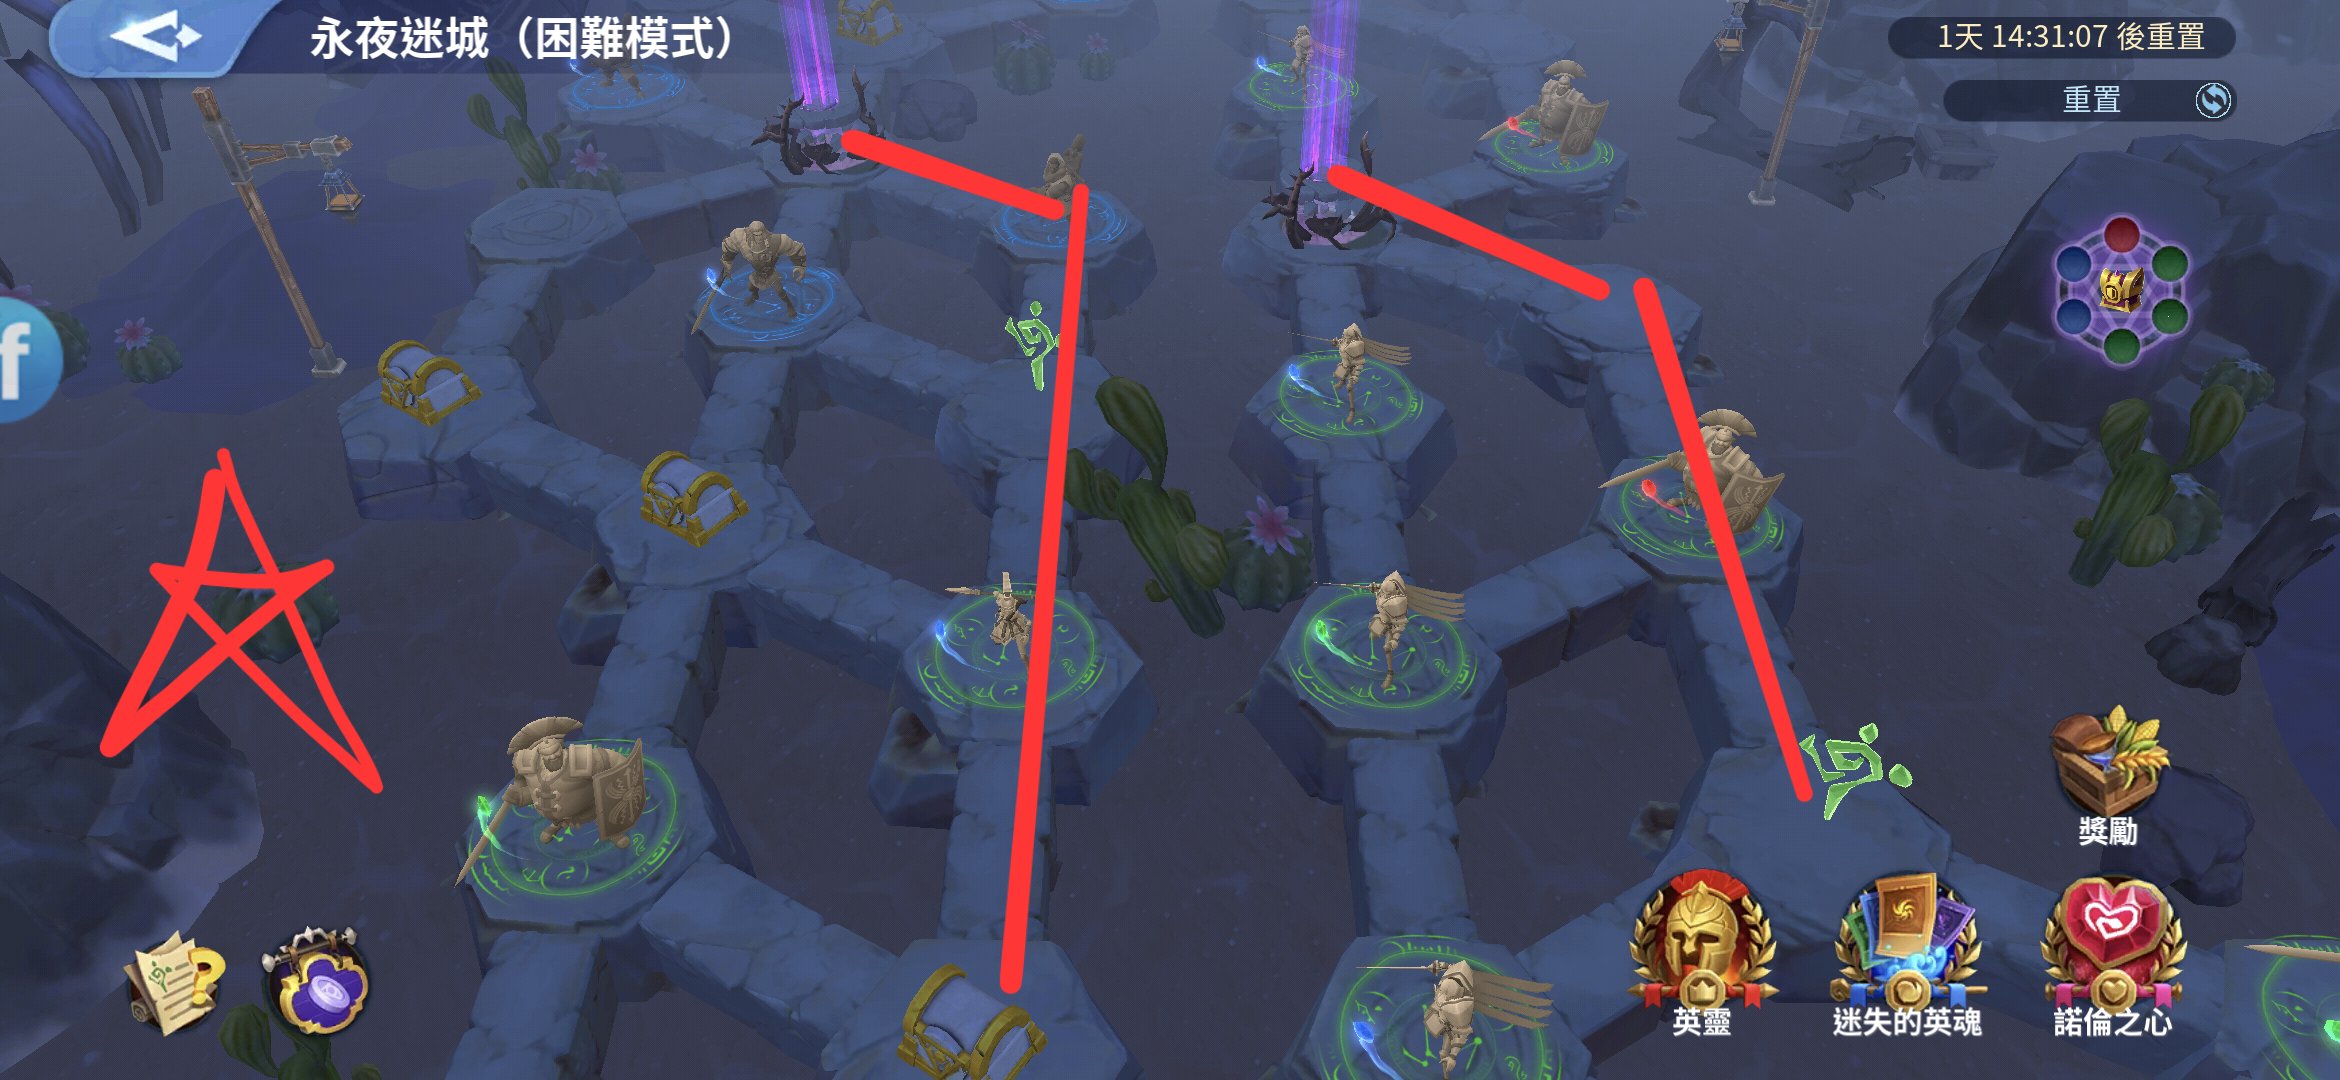 永夜迷城（困難模式）
1天 14:31:07 後重置
重置
f
獎勵
英靈
迷失的英魂
諾倫之心